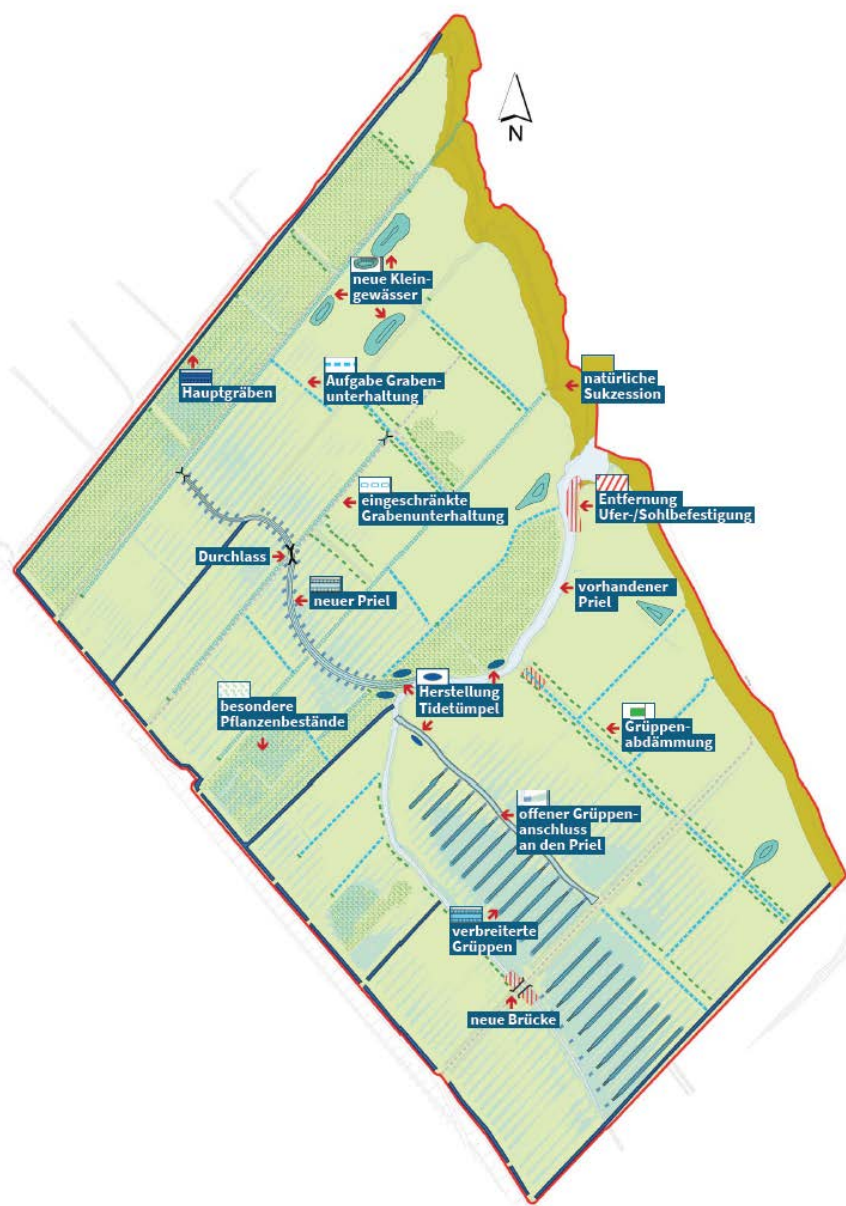 N
neue Klein-
gewässer
Hauptgräben
Aufgabe Graben-
unterhaltung
natürliche
Sukzession
eingeschränkte
Grabenunterhaltung
Entfernung
Ufer-/Sohlbefestigung
Durchlass
neuer Priel
vorhandener
Priel
besondere
Pflanzenbestände
Herstellung
Tidetümpel
Grüppen-
abdämmung
offener Grüppen-
anschluss
an den Priel
verbreiterte
Grüppen
neue Brücke